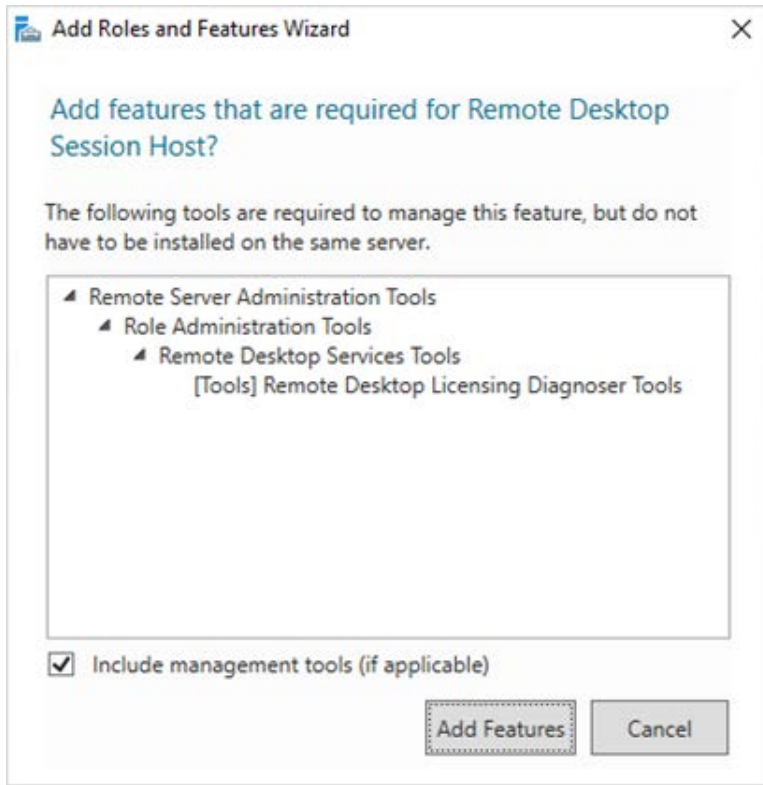 Add Roles and Features Wizard
Add features that are required for Remote Desktop
Session Host?
The following tools are required to manage this feature, but do not
have to be installed on the same server.
Remote Server Administration Tools
Role Administration Tools
Remote Desktop Services Tools
[Tools] Remote Desktop Licensing Diagnoser Tools
Include management tools (if applicable)
Add Features
Cancel